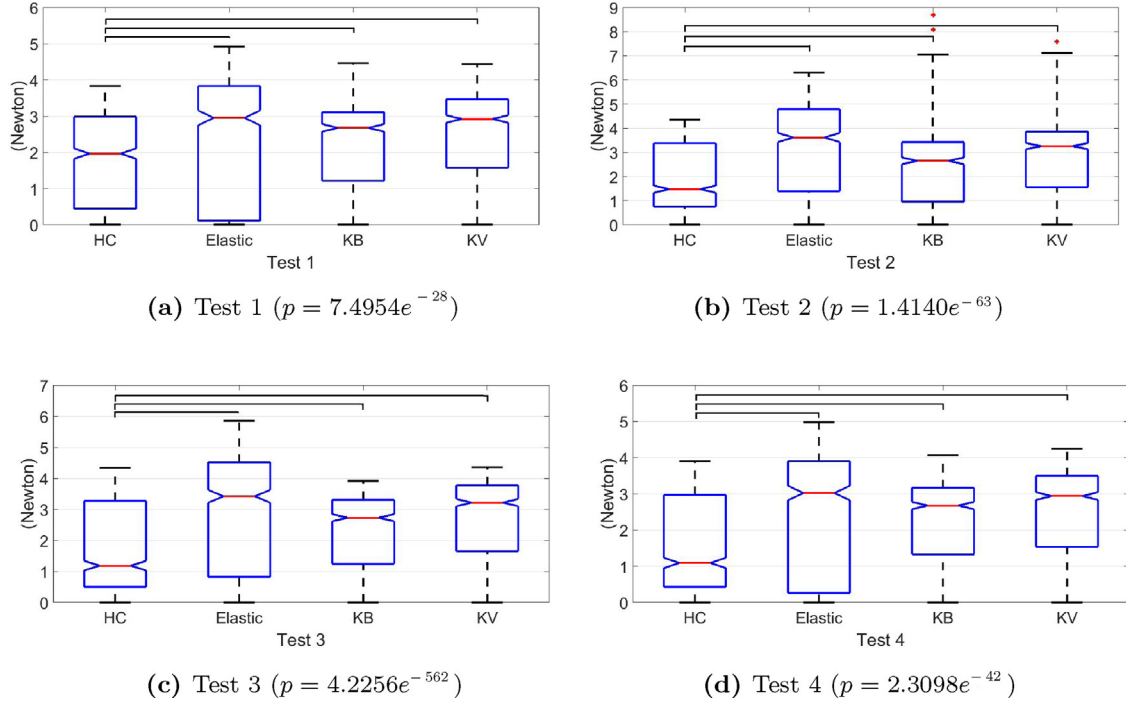 6
5
4
3
2
1
0
(Newton)
HC Elastic KB KV
Test 1
(a) Test 1 (p = 7.4954e^{-28})
9
8
7
6
5
4
3
2
1
0
(Newton)
HC Elastic KB KV
Test 2
(b) Test 2 (p = 1.4140e^{-63})
7
6
5
4
3
2
1
0
(Newton)
HC Elastic KB KV
Test 3
(c) Test 3 (p = 4.2256e^{-562})
6
5
4
3
2
1
0
(Newton)
HC Elastic KB KV
Test 4
(d) Test 4 (p = 2.3098e^{-42})